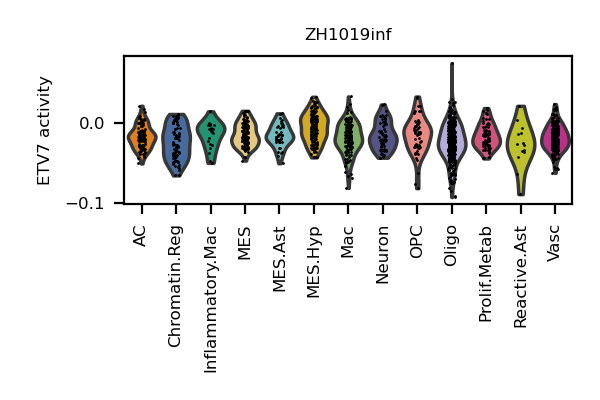 ZH1019inf
ETV7 activity
0.0
−0.1
AC
Chromatin.Reg
Inflammatory.Mac
MES
MES.Ast
MES.Hyp
Mac
Neuron
OPC
Oligo
Prolif.Metab
Reactive.Ast
Vasc